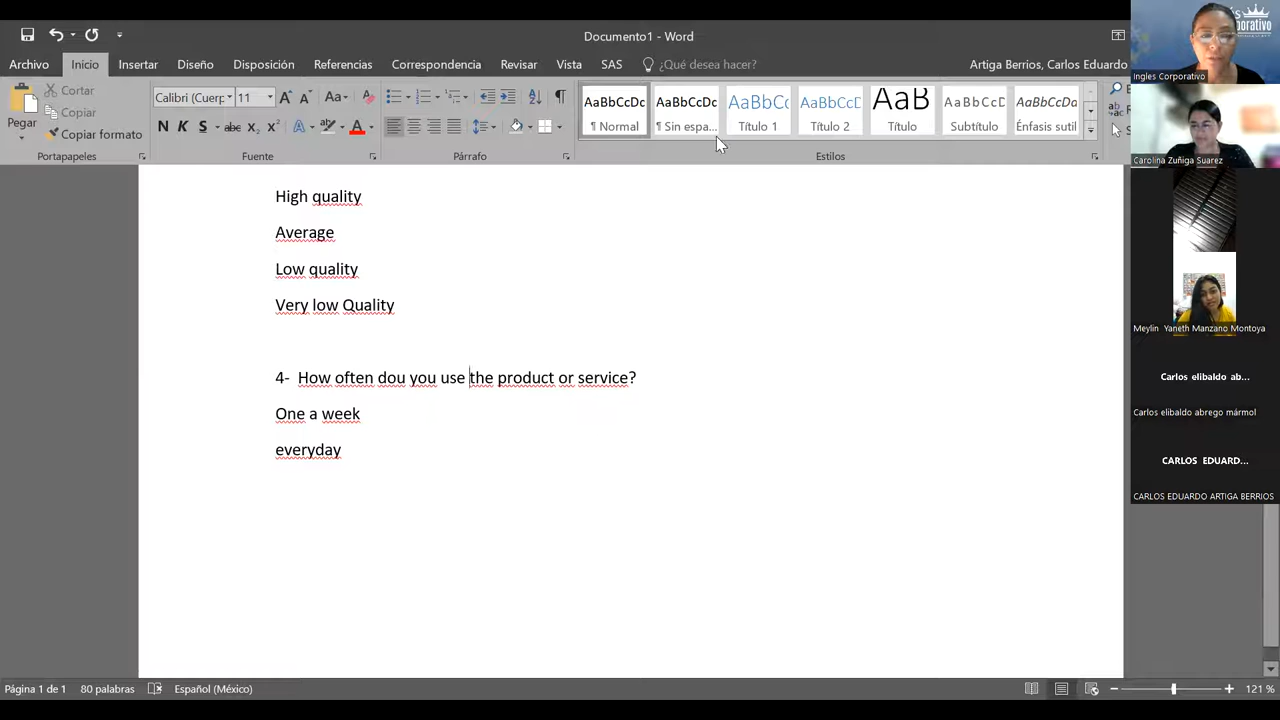 Documento1 - Word
Archivo Inicio Insertar Diseño Disposición Referencias Correspondencia Revisar Vista SAS ¿Qué desea hacer? Artiga Berrios, Carlos Eduardo
Pegar
Cortar
Copiar
Copiar formato
Portapapeles
Calibri (Cuerp 11
N K S abc x₂ x²
Fuente
Párrafo
AaBbCcDc AaBbCcDc AaBbCc AaBbCcD AaB AaBbCcD AaBbCcDa
¶ Normal ¶ Sin espa... Título 1 Título 2 Título Subtítulo Énfasis sutil
Estilos
High quality
Average
Low quality
Very low Quality
4- How often dou you use the product or service?
One a week
everyday
Ingles Corporativo
Carolina Zuñiga Suarez
Meylin Yaneth Manzano Montoya
Carlos elibaldo ab...
Carlos elibaldo abrego mármol
CARLOS EDUARD...
CARLOS EDUARDO ARTIGA BERRIOS
Página 1 de 1 80 palabras Español (México) 121 %